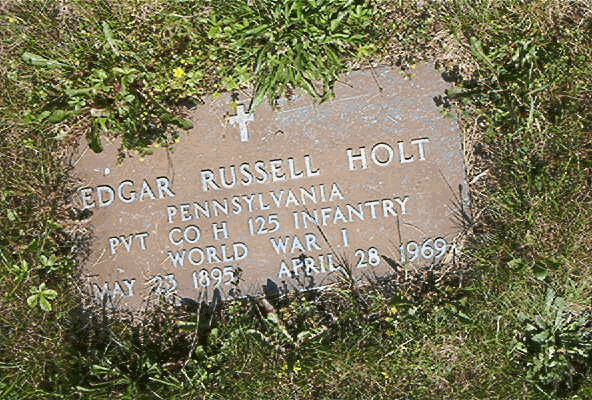 EDGAR RUSSELL HOLT
PENNSYLVANIA
PVT CO H 125 INFANTRY
WORLD WAR I
MAY 23 1895 APRIL 28 1969